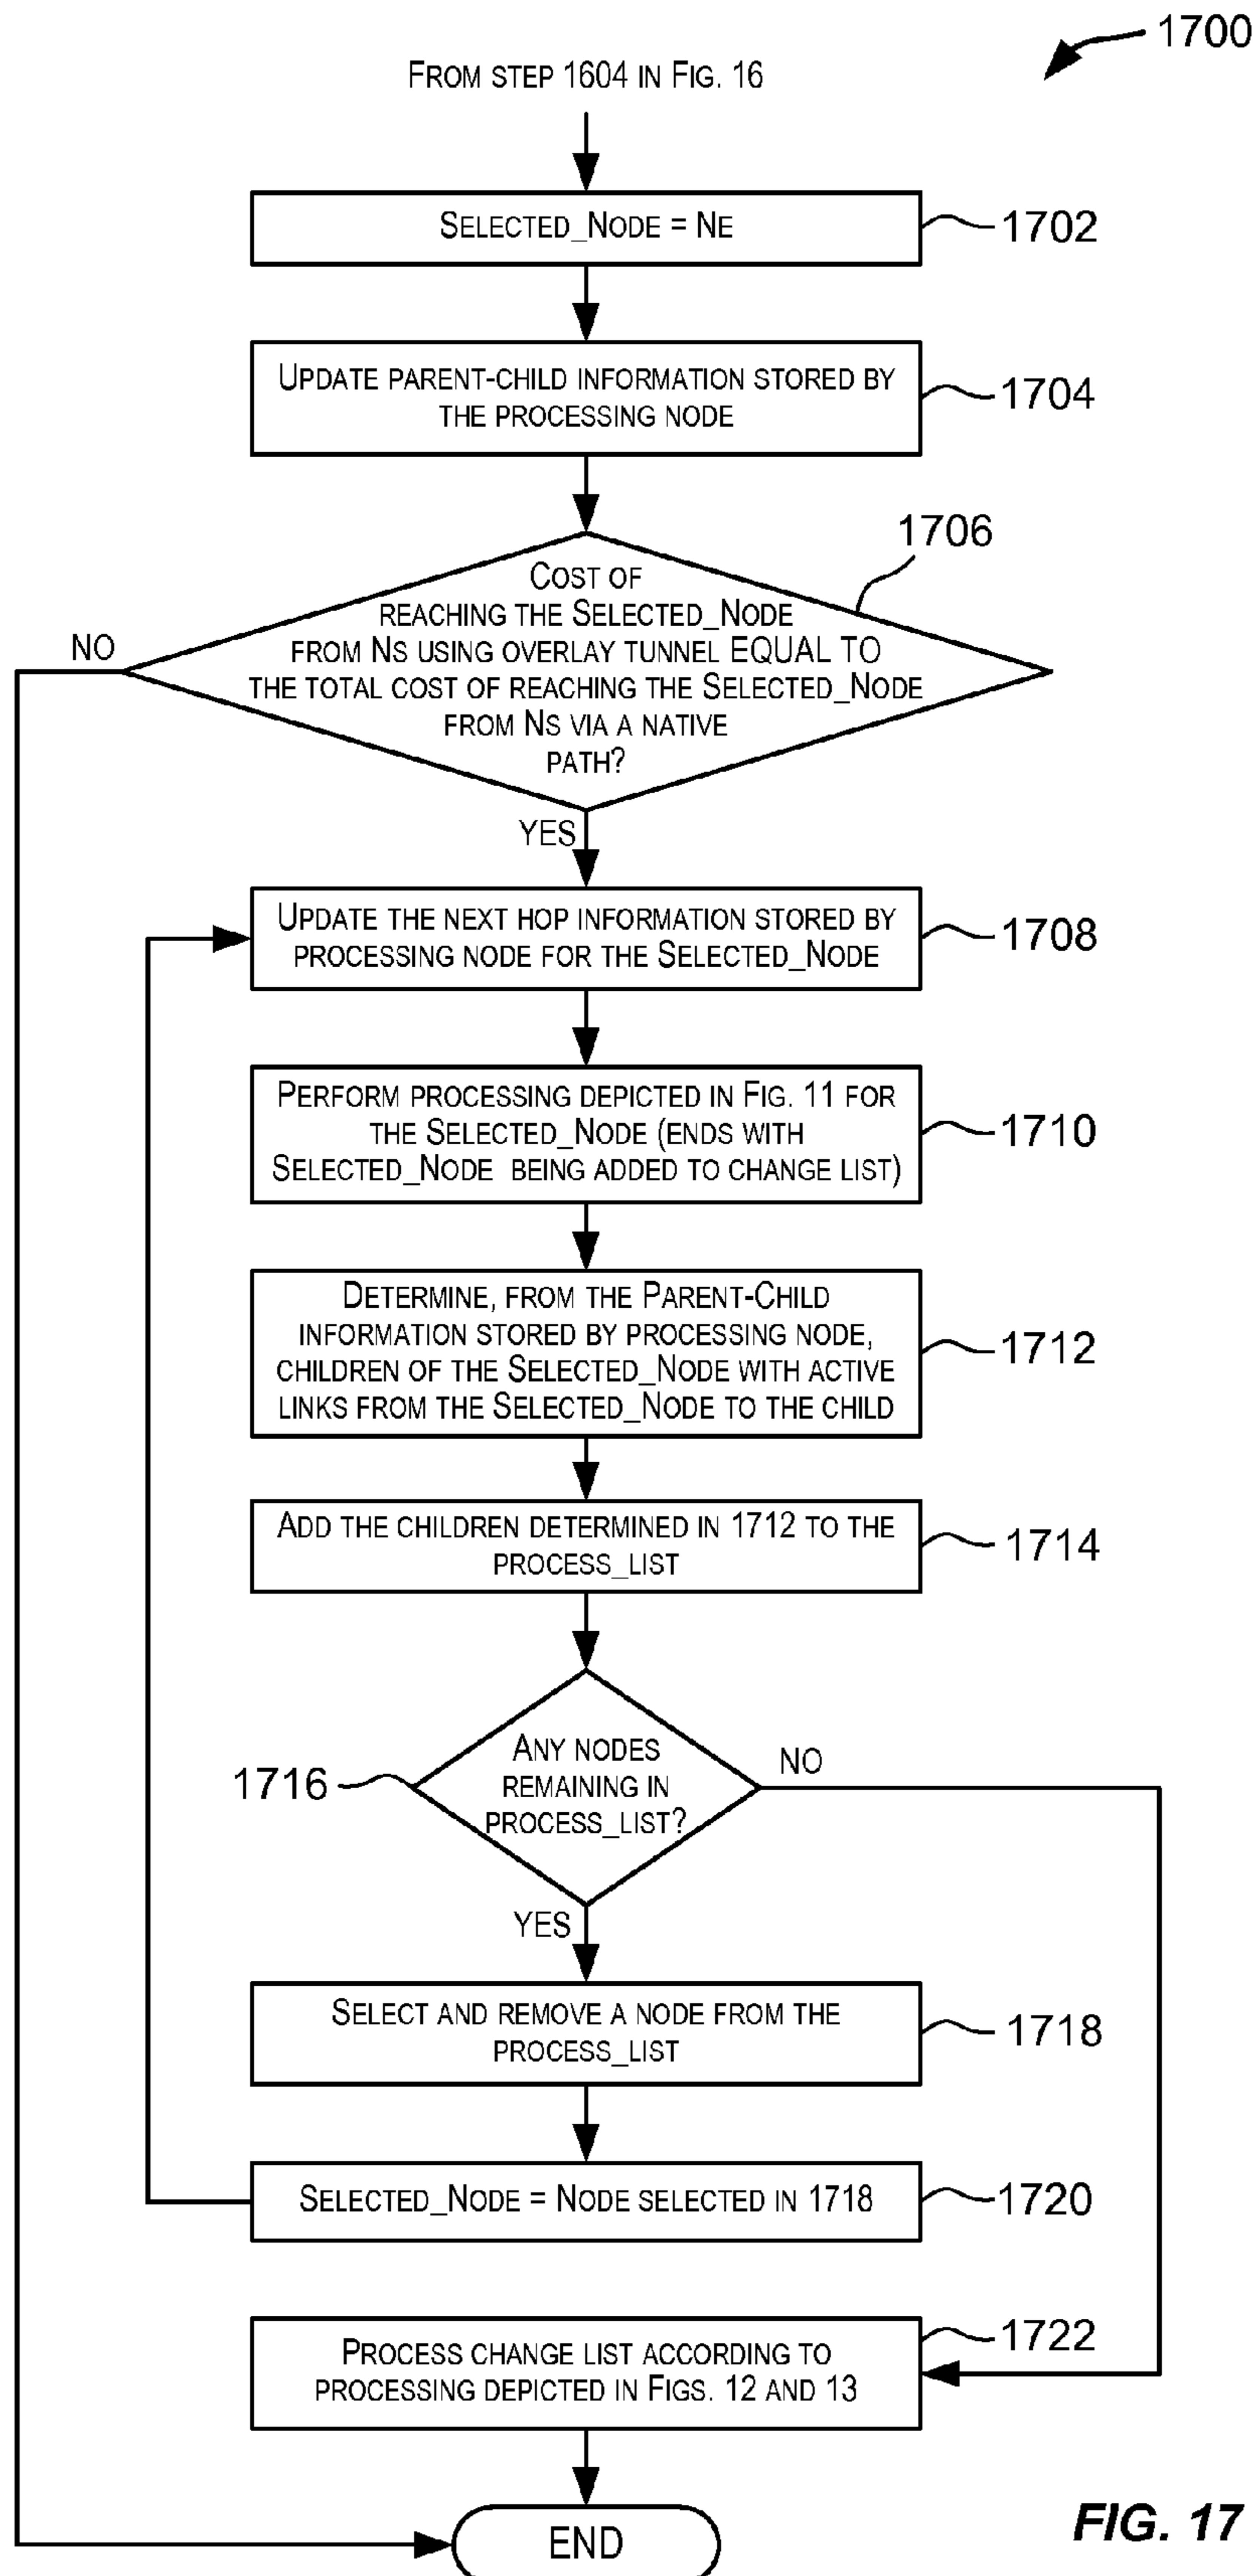 1700
From step 1604 in Fig. 16
Selected_Node = Ne
1702
Update parent-child information stored by
the processing node
1704
1706
Cost of
reaching the Selected_Node
from Ns using overlay tunnel EQUAL TO
the total cost of reaching the Selected_Node
from Ns via a native
path?
NO
YES
Update the next hop information stored by
processing node for the Selected_Node
1708
Perform processing depicted in Fig. 11 for
the Selected_Node (ends with
Selected_Node being added to change list)
1710
Determine, from the Parent-Child
information stored by processing node,
children of the Selected_Node with active
links from the Selected_Node to the child
1712
Add the children determined in 1712 to the
process_list
1714
Any nodes
remaining in
process_list?
1716
NO
YES
Select and remove a node from the
process_list
1718
Selected_Node = Node selected in 1718
1720
Process change list according to
processing depicted in Figs. 12 and 13
1722
END
FIG. 17